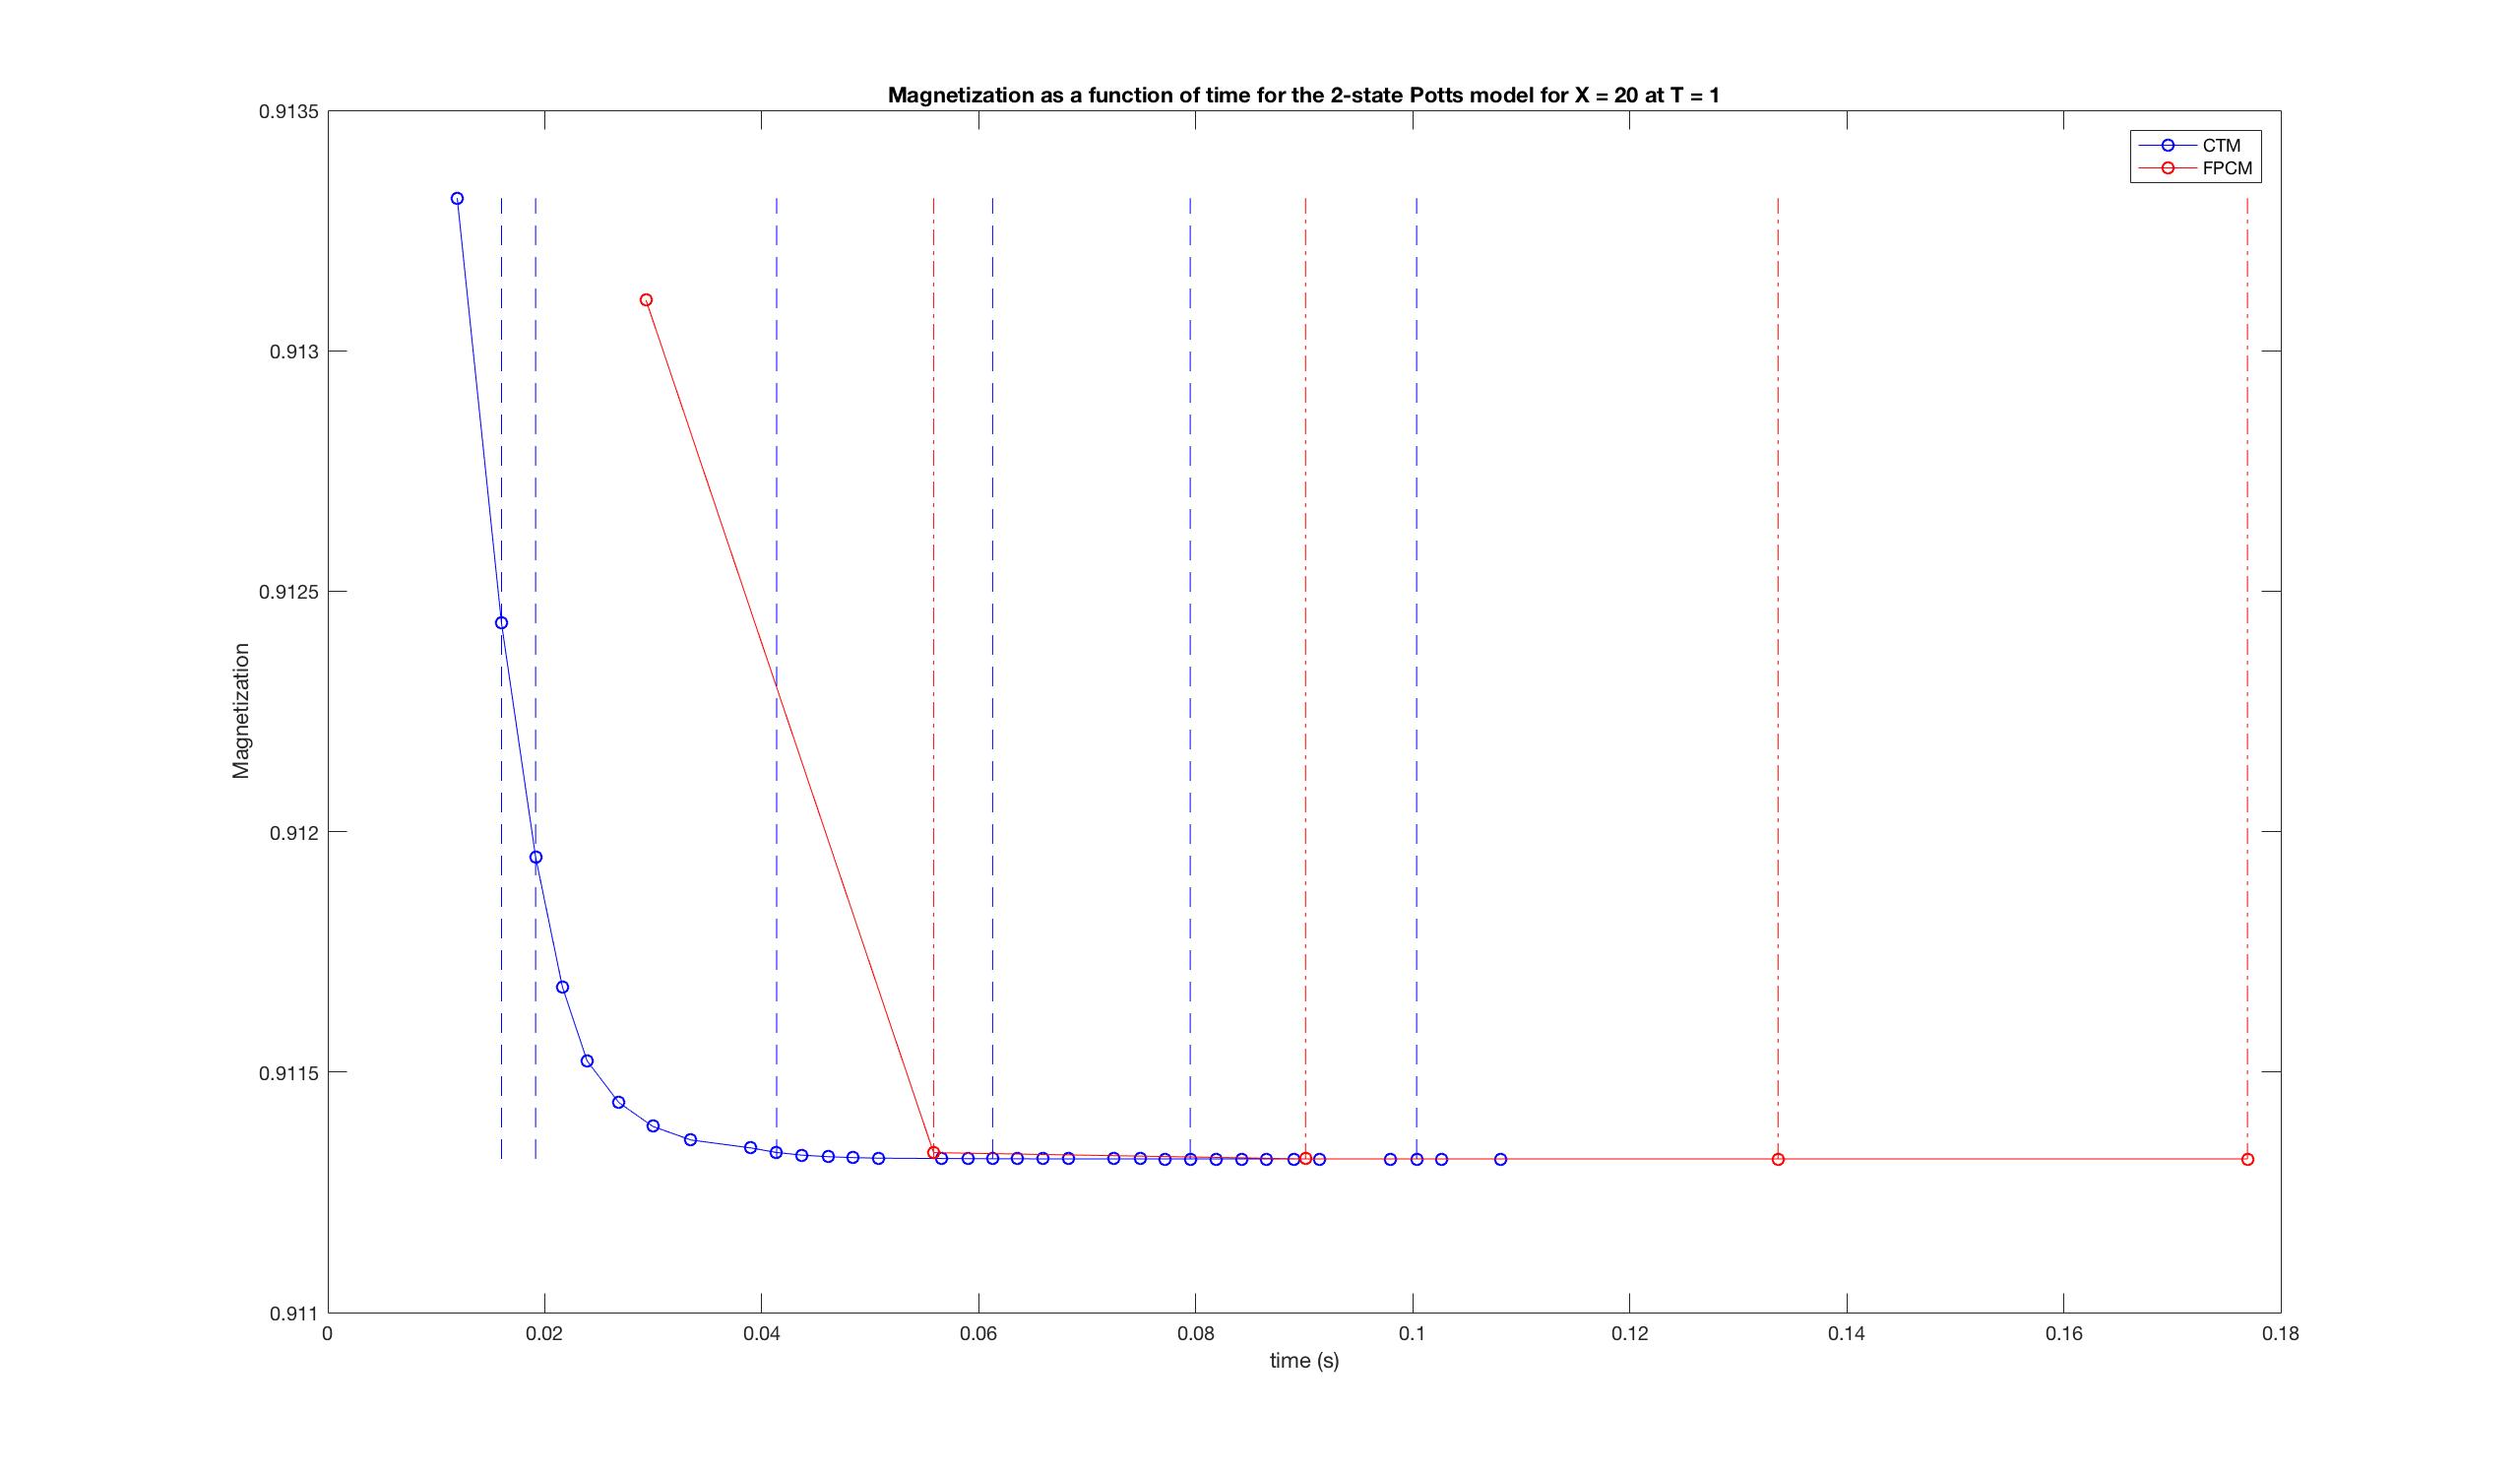 Magnetization as a function of time for the 2-state Potts model for X = 20 at T = 1
CTM
FPCM
0.9135
0.913
0.9125
0.912
0.9115
0.911
Magnetization
0 0.02 0.04 0.06 0.08 0.1 0.12 0.14 0.16 0.18
time (s)